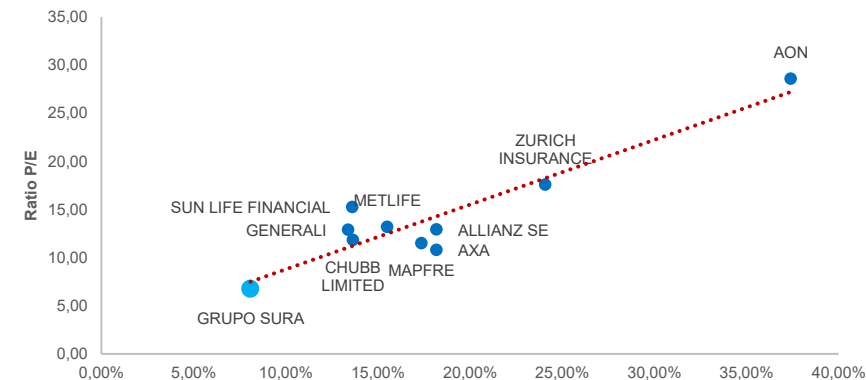 35,00
30,00
25,00
20,00
15,00
10,00
5,00
0,00
Ratio P/E
AON
ZURICH
INSURANCE
METLIFE
SUN LIFE FINANCIAL
GENERALI
ALLIANZ SE
AXA
CHUBB
LIMITED
MAPFRE
GRUPO SURA
0,00% 5,00% 10,00% 15,00% 20,00% 25,00% 30,00% 35,00% 40,00%